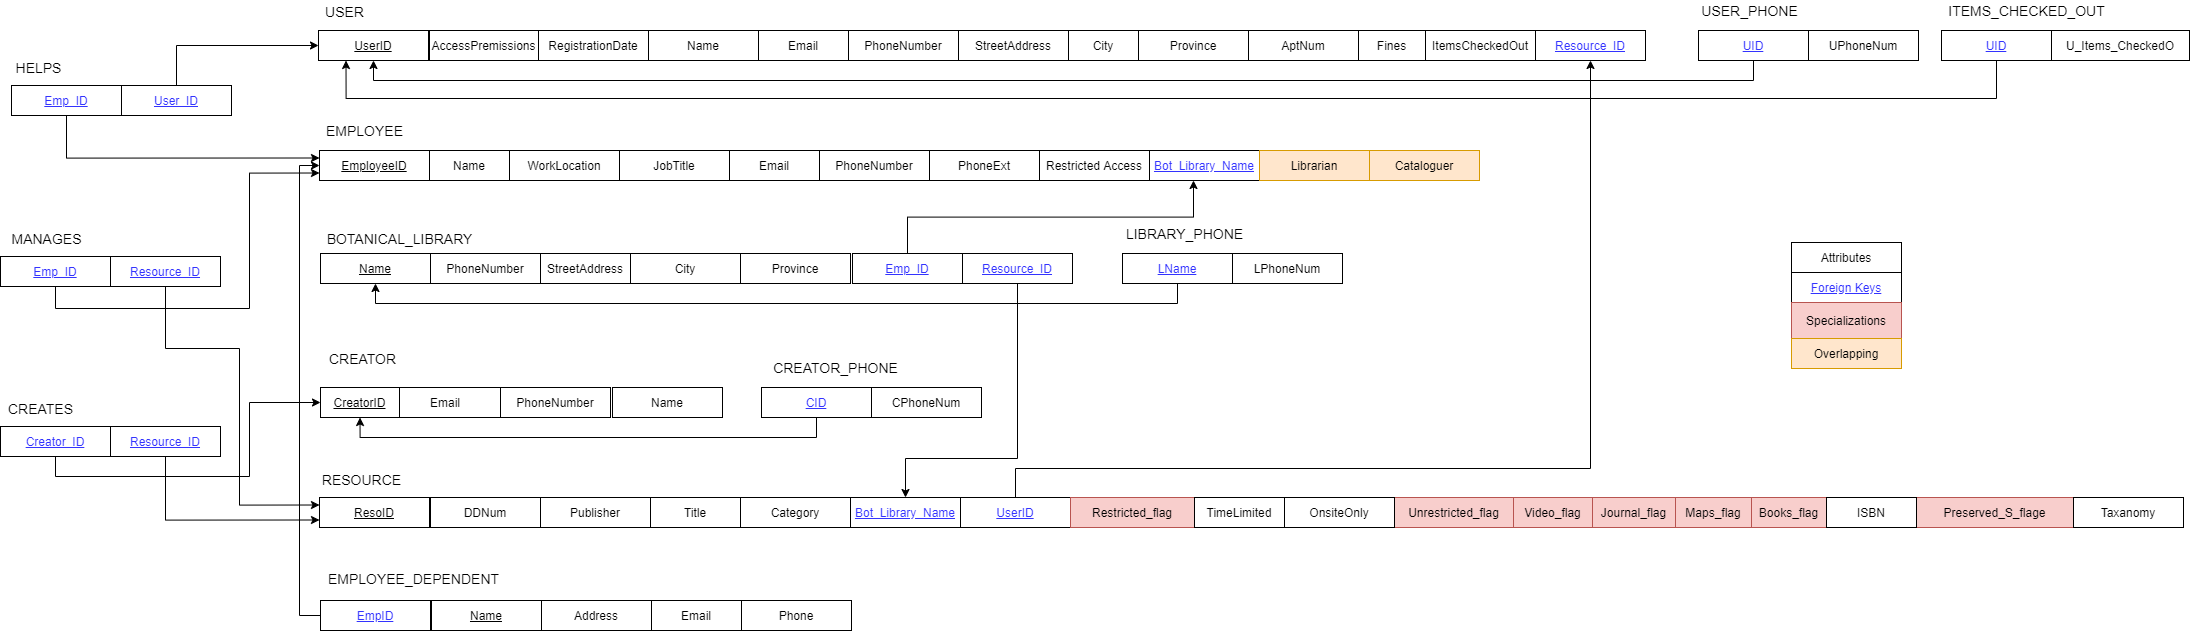 USER
USER_PHONE
ITEMS_CHECKED_OUT
UserID AccessPremissions RegistrationDate Name Email PhoneNumber StreetAddress City Province AptNum Fines ItemsCheckedOut Resource_ID
UID UPhoneNum
UID U_Items_CheckedO
HELPS
Emp_ID User_ID
EMPLOYEE
EmployeeID Name WorkLocation JobTitle Email PhoneNumber PhoneExt Restricted Access Bot_Library_Name Librarian Cataloguer
MANAGES
Emp_ID Resource_ID
BOTANICAL_LIBRARY
LIBRARY_PHONE
Name PhoneNumber StreetAddress City Province Emp_ID Resource_ID
LName LPhoneNum
Attributes
Foreign Keys
Specializations
Overlapping
CREATOR
CREATOR_PHONE
CreatorID Email PhoneNumber Name
CID CPhoneNum
CREATES
Creator_ID Resource_ID
RESOURCE
ResoID DDNum Publisher Title Category Bot_Library_Name UserID Restricted_flag TimeLimited OnsiteOnly Unrestricted_flag Video_flag Journal_flag Maps_flag Books_flag ISBN Preserved_S_flage Taxanomy
EMPLOYEE_DEPENDENT
EmpID Name Address Email Phone